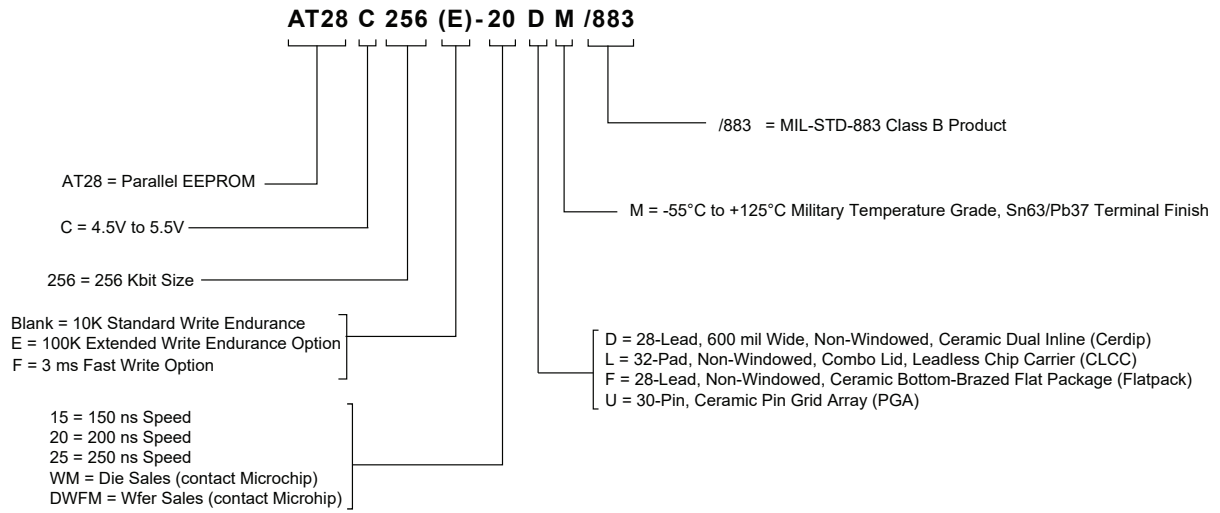 AT28 C 256 (E)-20 D M /883
/883 = MIL-STD-883 Class B Product
AT28 = Parallel EEPROM
M = -55°C to +125°C Military Temperature Grade, Sn63/Pb37 Terminal Finish
C = 4.5V to 5.5V
256 = 256 Kbit Size
Blank = 10K Standard Write Endurance
E = 100K Extended Write Endurance Option
F = 3 ms Fast Write Option
D = 28-Lead, 600 mil Wide, Non-Windowed, Ceramic Dual Inline (Cerdip)
L = 32-Pad, Non-Windowed, Combo Lid, Leadless Chip Carrier (CLCC)
F = 28-Lead, Non-Windowed, Ceramic Bottom-Brazed Flat Package (Flatpack)
U = 30-Pin, Ceramic Pin Grid Array (PGA)
15 = 150 ns Speed
20 = 200 ns Speed
25 = 250 ns Speed
WM = Die Sales (contact Microchip)
DWFM = Wfer Sales (contact Microhip)